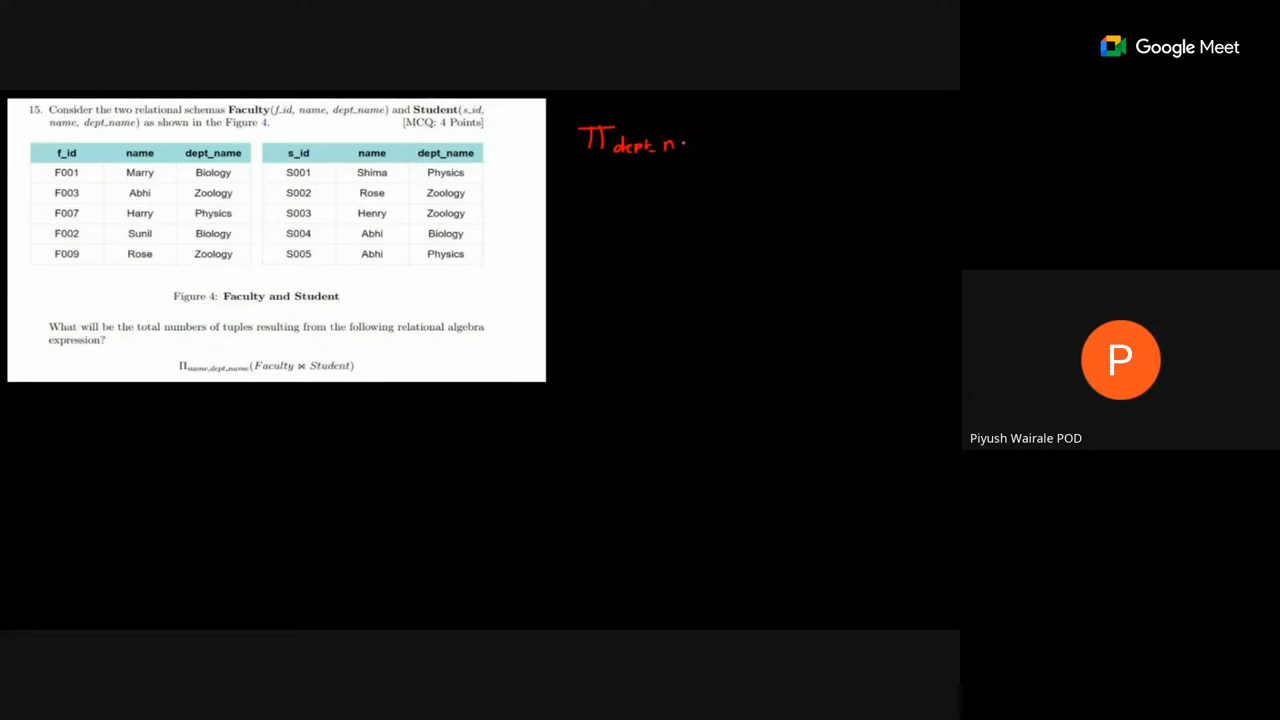 Google Meet
15. Consider the two relational schemas Faculty(f_id, name, dept_name) and Student(s_id,
name, dept_name) as shown in the Figure 4. [MCQ: 4 Points]
f_id name dept_name s_id name dept_name
F001 Marry Biology S001 Shima Physics
F003 Abhi Zoology S002 Rose Zoology
F007 Harry Physics S003 Henry Zoology
F002 Sunil Biology S004 Abhi Biology
F009 Rose Zoology S005 Abhi Physics
Figure 4: Faculty and Student
What will be the total numbers of tuples resulting from the following relational algebra
expression?
Π name,dept_name(Faculty ⋈ Student)
π dept_n
P
Piyush Wairale POD